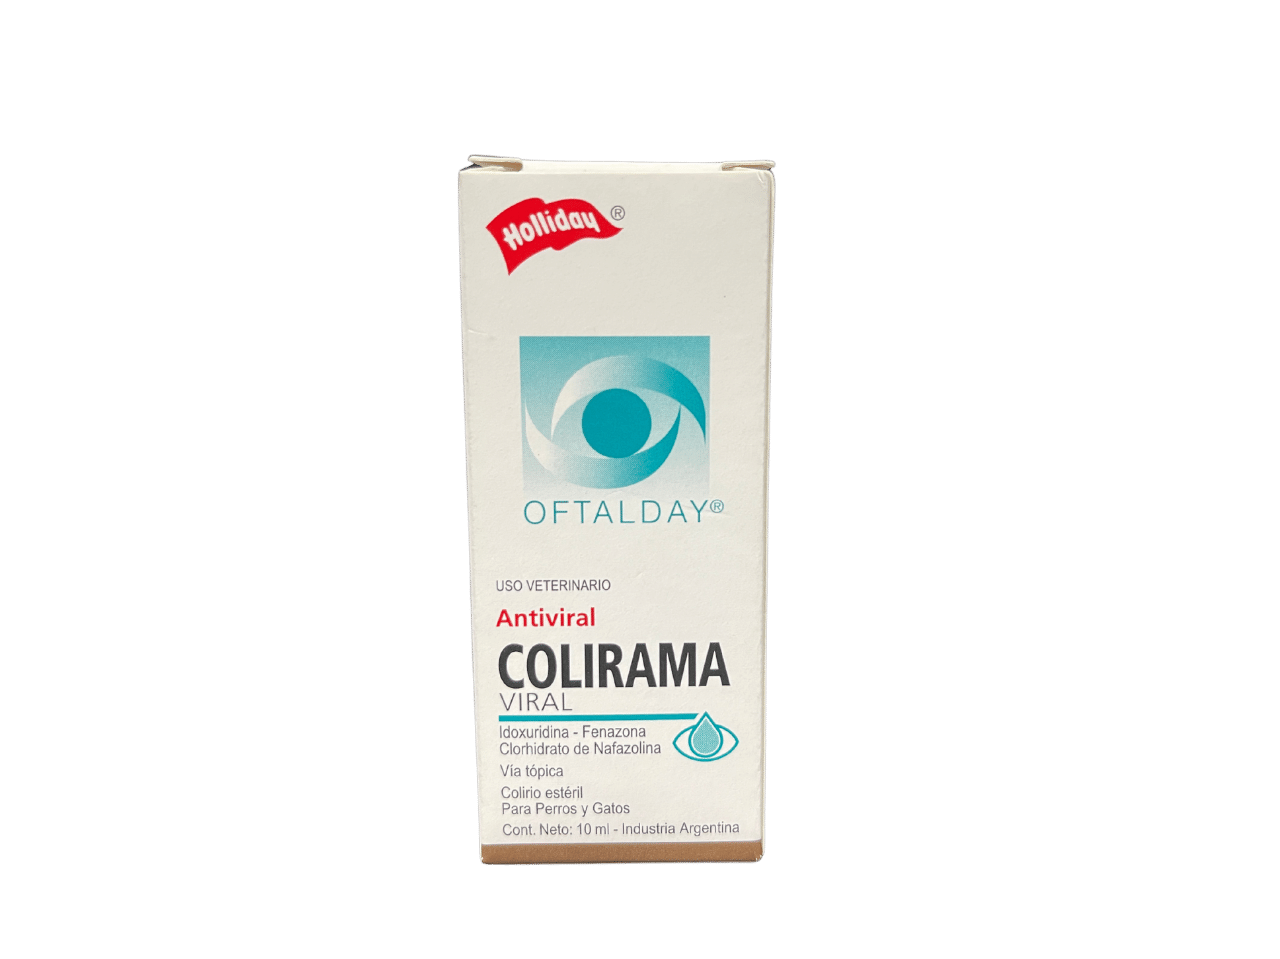 Holliday®
OFTALDAY®
USO VETERINARIO
Antiviral
COLIRAMA
VIRAL
Idoxuridina - Fenazona
Clorhidrato de Nafazolina
Vía tópica
Colirio estéril
Para Perros y Gatos
Cont. Neto: 10 ml - Industria Argentina